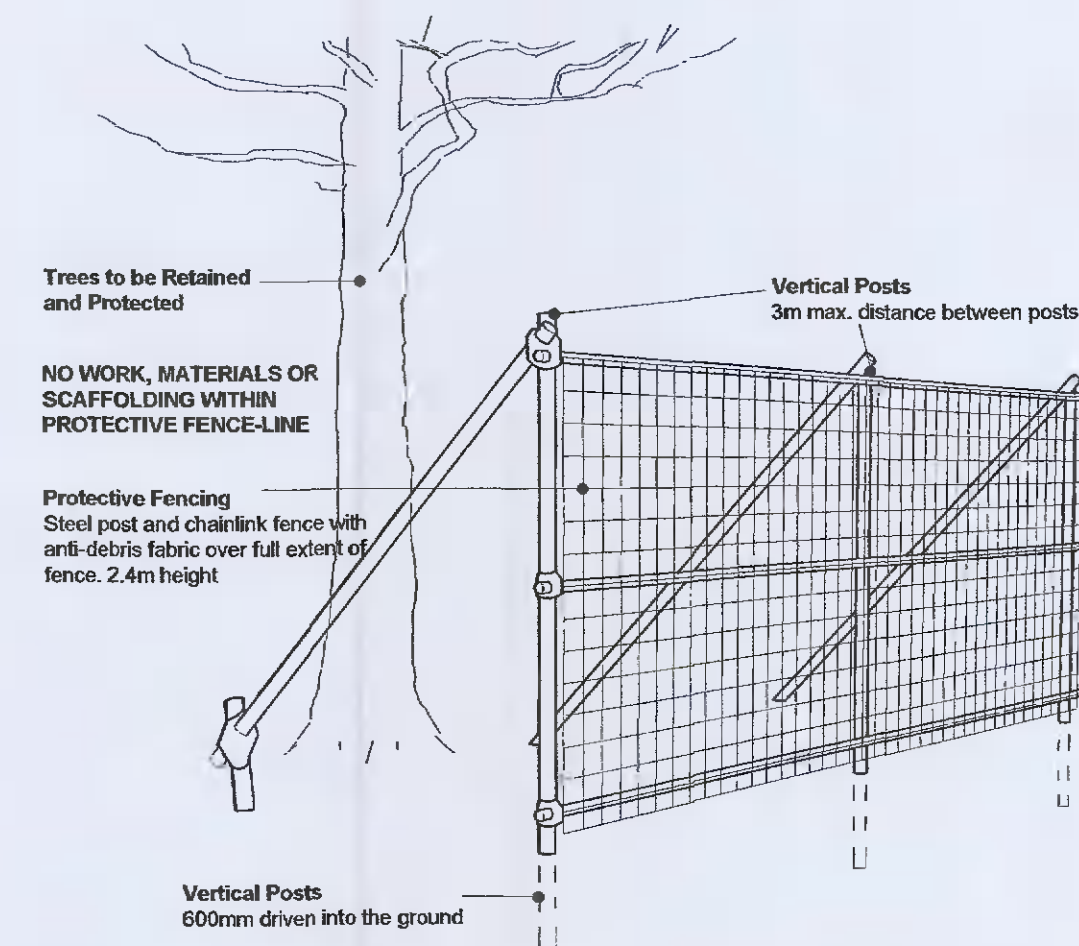 Trees to be Retained
and Protected
NO WORK, MATERIALS OR
SCAFFOLDING WITHIN
PROTECTIVE FENCE-LINE
Protective Fencing
Steel post and chainlink fence with
anti-debris fabric over full extent of
fence. 2.4m height
Vertical Posts
3m max. distance between posts
Vertical Posts
600mm driven into the ground